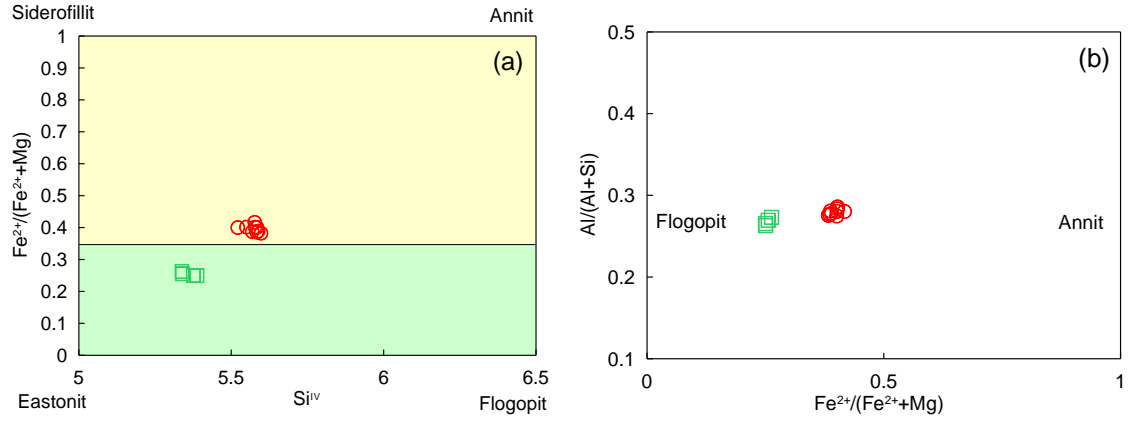 Siderofillit
Annit
(a)
1
0.9
0.8
0.7
0.6
0.5
0.4
0.3
0.2
0.1
0
Fe²⁺/(Fe²⁺+Mg)
5
5.5
6
6.5
Eastonit
Siᴵⱽ
Flogopit
(b)
0.5
0.4
0.3
0.2
0.1
Al/(Al+Si)
Flogopit
Annit
0
0.5
1
Fe²⁺/(Fe²⁺+Mg)